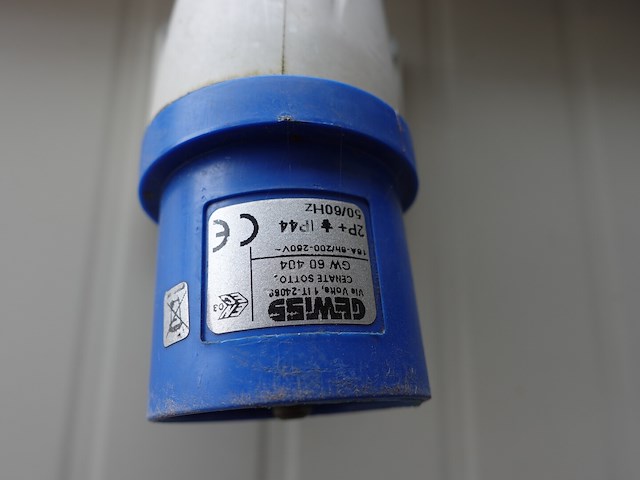 GEWISS
Via Volta, 1 IT-24069
CENATE SOTTO.
GW 60 404
16A-6h/200-250V~
2P+ IP44
50/60Hz
CE
03